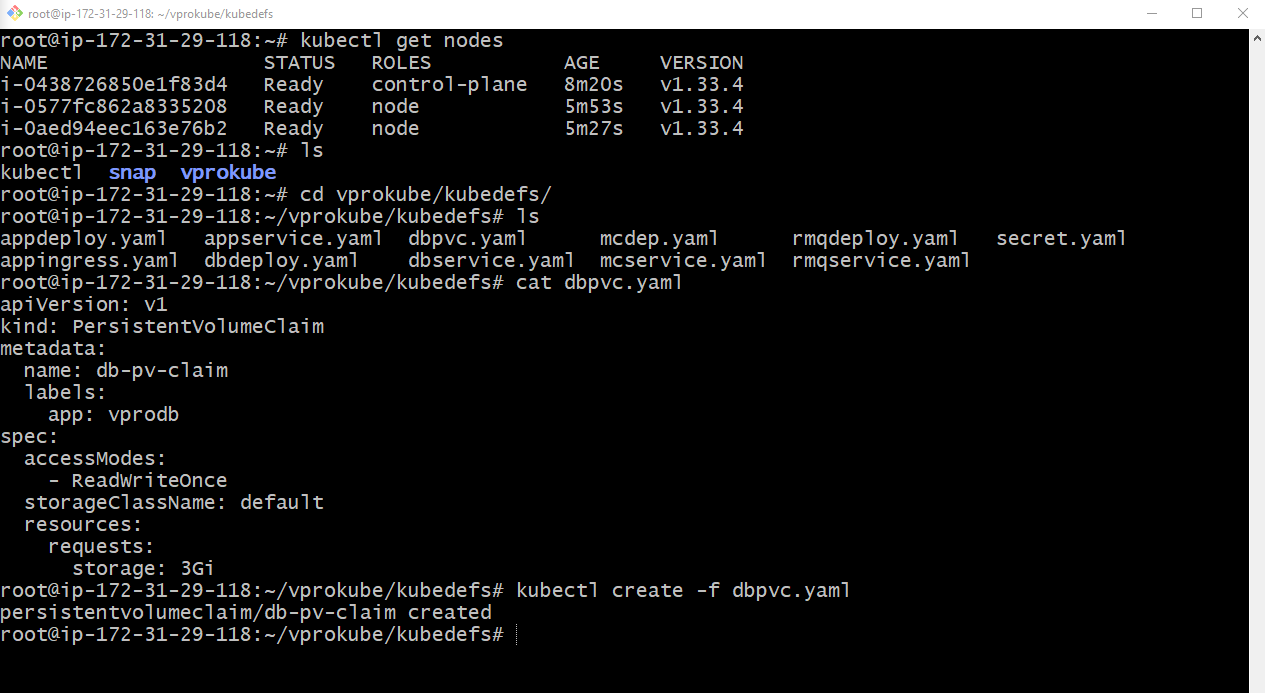 root@ip-172-31-29-118: ~/vprokube/kubedefs
root@ip-172-31-29-118:~# kubectl get nodes
NAME                  STATUS   ROLES           AGE     VERSION
i-0438726850e1f83d4   Ready    control-plane   8m20s   v1.33.4
i-0577fc862a8335208   Ready    node            5m53s   v1.33.4
i-0aed94eec163e76b2   Ready    node            5m27s   v1.33.4
root@ip-172-31-29-118:~# ls
kubectl  snap  vprokube
root@ip-172-31-29-118:~# cd vprokube/kubedefs/
root@ip-172-31-29-118:~/vprokube/kubedefs# ls
appdeploy.yaml   appservice.yaml  dbpvc.yaml      mcdep.yaml      rmqdeploy.yaml   secret.yaml
appingress.yaml  dbdeploy.yaml    dbservice.yaml  mcservice.yaml  rmqservice.yaml
root@ip-172-31-29-118:~/vprokube/kubedefs# cat dbpvc.yaml
apiVersion: v1
kind: PersistentVolumeClaim
metadata:
  name: db-pv-claim
  labels:
    app: vprodb
spec:
  accessModes:
    - ReadWriteOnce
  storageClassName: default
  resources:
    requests:
      storage: 3Gi
root@ip-172-31-29-118:~/vprokube/kubedefs# kubectl create -f dbpvc.yaml
persistentvolumeclaim/db-pv-claim created
root@ip-172-31-29-118:~/vprokube/kubedefs#